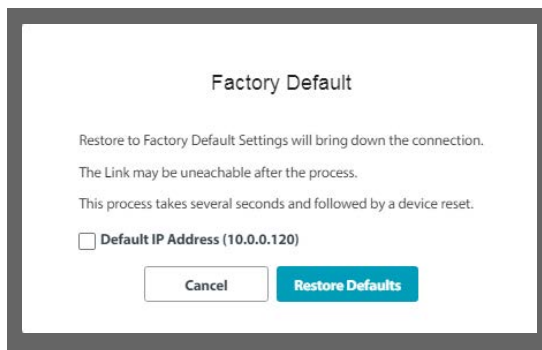 Factory Default
Restore to Factory Default Settings will bring down the connection.
The Link may be uneachable after the process.
This process takes several seconds and followed by a device reset.
Default IP Address (10.0.0.120)
Cancel Restore Defaults